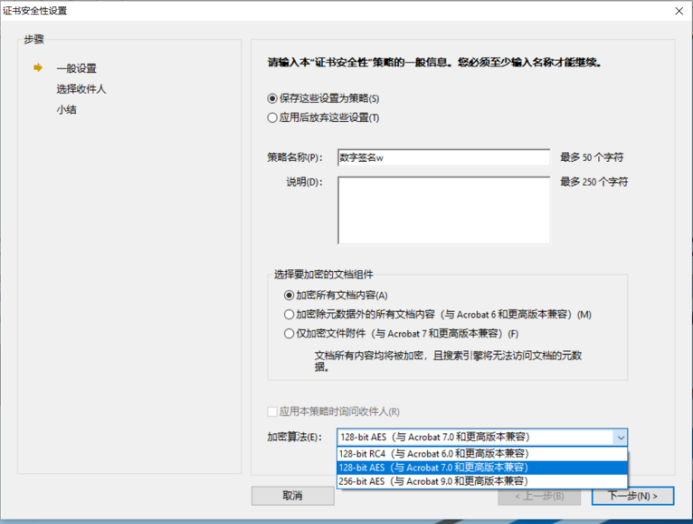 证书安全性设置
步骤
一般设置
选择收件人
小结
请输入本“证书安全性”策略的一般信息。您必须至少输入名称才能继续。
保存这些设置为策略(S)
应用后放弃这些设置(T)
策略名称(P)： 数字签名w 最多 50 个字符
说明(D)： 最多 250 个字符
选择要加密的文档组件
加密所有文档内容(A)
加密除元数据外的所有文档内容（与 Acrobat 6 和更高版本兼容）(M)
仅加密文件附件（与 Acrobat 7 和更高版本兼容）(F)
文档所有内容均将被加密，且搜索引擎将无法访问文档的元数
据。
应用本策略时询问收件人(R)
加密算法(E)： 128-bit AES（与 Acrobat 7.0 和更高版本兼容）
128-bit RC4（与 Acrobat 6.0 和更高版本兼容）
128-bit AES（与 Acrobat 7.0 和更高版本兼容）
256-bit AES（与 Acrobat 9.0 和更高版本兼容）
取消 < 上一步(B) 下一步(N) >